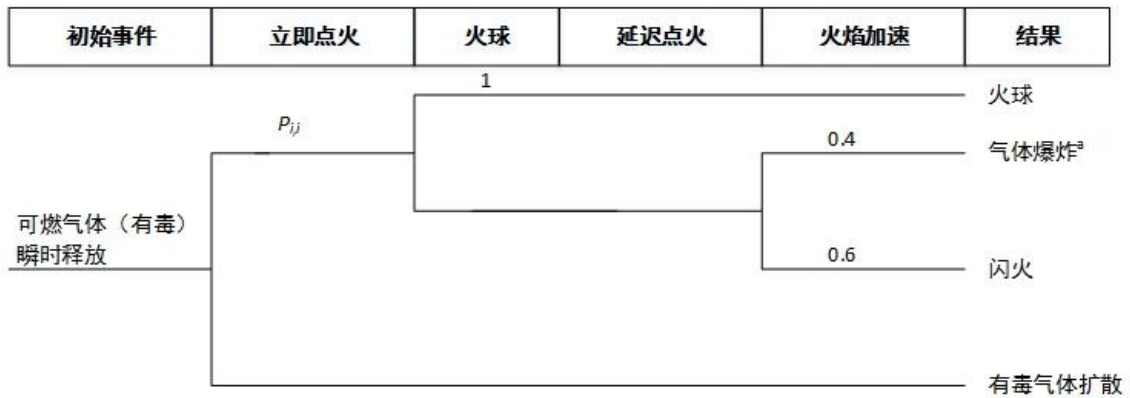 初始事件 立即点火 火球 延迟点火 火焰加速 结果
1
火球
Pi,i
0.4
气体爆炸a
可燃气体（有毒）
瞬时释放
0.6
闪火
有毒气体扩散